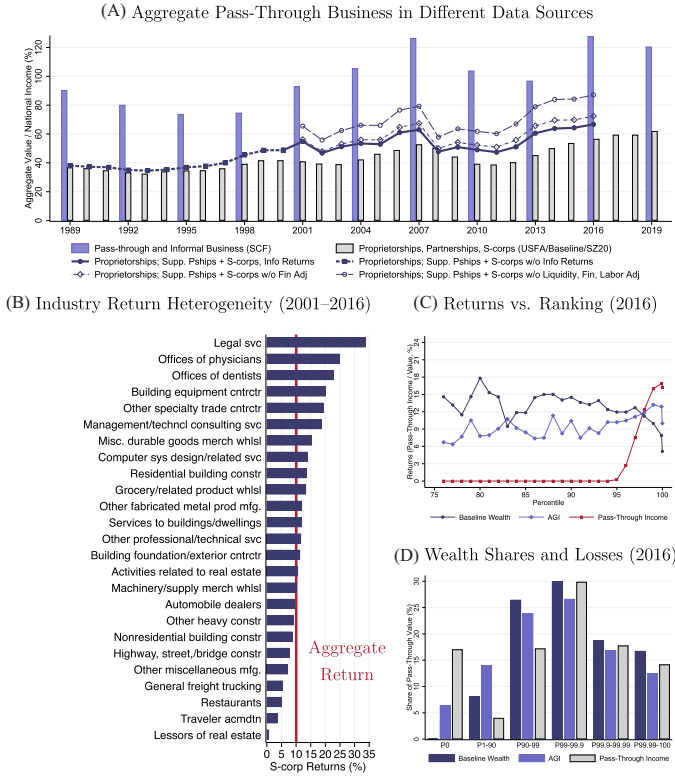 (A) Aggregate Pass-Through Business in Different Data Sources
Aggregate Value / National Income (%)
120
100
80
60
40
20
0
1989 1992 1995 1998 2001 2004 2007 2010 2013 2016 2019
Pass-through and Informal Business (SCF) Proprietorships, Partnerships, S-corps (USFA/Baseline/SZ20)
Proprietorships; Supp. Pships + S-corps, Info Returns Proprietorships; Supp. Pships + S-corps w/o Info Returns
Proprietorships; Supp. Pships + S-corps w/o Fin Adj Proprietorships; Supp. Pships + S-corps w/o Liquidity, Fin, Labor Adj
(B) Industry Return Heterogeneity (2001–2016)
Legal svc
Offices of physicians
Offices of dentists
Building equipment cntrctr
Other specialty trade cntrctr
Management/techncl consulting svc
Misc. durable goods merch whlsl
Computer sys design/related svc
Residential building constr
Grocery/related product whlsl
Other fabricated metal prod mfg.
Services to buildings/dwellings
Other professional/technical svc
Building foundation/exterior cntrctr
Activities related to real estate
Machinery/supply merch whlsl
Automobile dealers
Other heavy constr
Nonresidential building constr
Highway, street,/bridge constr
Other miscellaneous mfg.
General freight trucking
Restaurants
Traveler acmdtn
Lessors of real estate
Aggregate
Return
0 5 10 15 20 25 30 35
S-corp Returns (%)
(C) Returns vs. Ranking (2016)
Returns (Pass-Through Income / Value, %)
24
21
18
15
12
9
6
3
0
75 80 85 90 95 100
Percentile
Baseline Wealth AGI Pass-Through Income
(D) Wealth Shares and Losses (2016)
Share of Pass-Through Value (%)
30
25
20
15
10
5
0
P0 P1-90 P90-99 P99-99.9 P99.9-99.99 P99.99-100
Baseline Wealth AGI Pass-Through Income